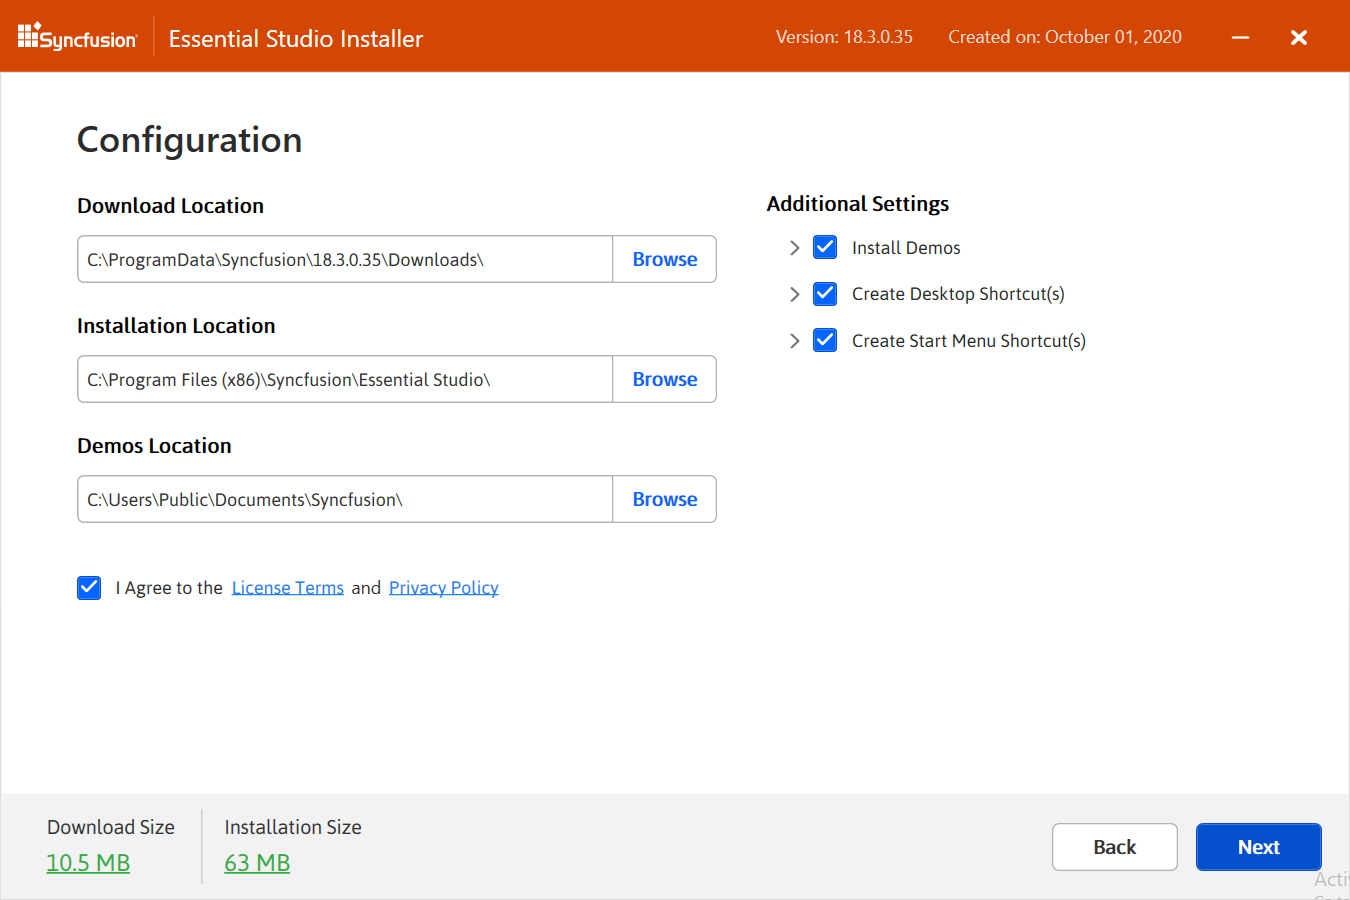 Syncfusion
Essential Studio Installer
Version: 18.3.0.35
Created on: October 01, 2020
Configuration
Download Location
C:\ProgramData\Syncfusion\18.3.0.35\Downloads\
Browse
Installation Location
C:\Program Files (x86)\Syncfusion\Essential Studio\
Browse
Demos Location
C:\Users\Public\Documents\Syncfusion\
Browse
I Agree to the License Terms and Privacy Policy
Additional Settings
Install Demos
Create Desktop Shortcut(s)
Create Start Menu Shortcut(s)
Download Size
10.5 MB
Installation Size
63 MB
Back
Next